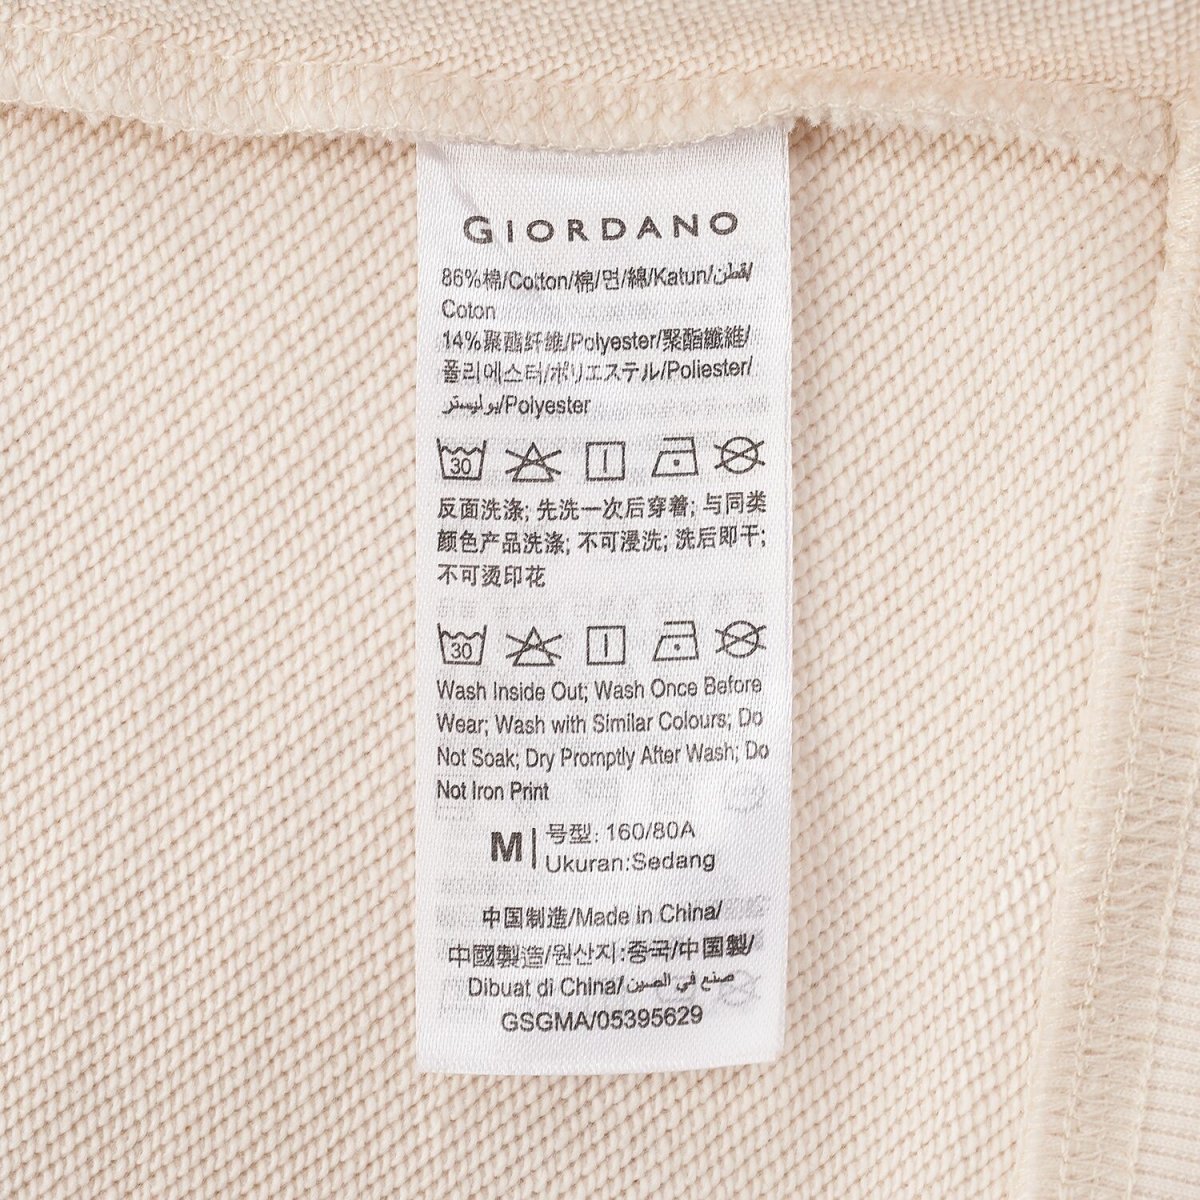 GIORDANO
86%棉/Cotton/棉/면/綿/Katun/قطن/
Coton
14%聚酯纤维/Polyester/聚酯纖維/
폴리에스터/ポリエステル/Poliester/
بوليستر/Polyester
30
反面洗涤; 先洗一次后穿着; 与同类
颜色产品洗涤; 不可浸洗; 洗后即干;
不可烫印花
30
Wash Inside Out; Wash Once Before
Wear; Wash with Similar Colours; Do
Not Soak; Dry Promptly After Wash; Do
Not Iron Print
M 号型: 160/80A
Ukuran:Sedang
中国制造/Made in China/
中國製造/원산지:중국/中国製/
Dibuat di China/صنع في الصين
GSGMA/05395629